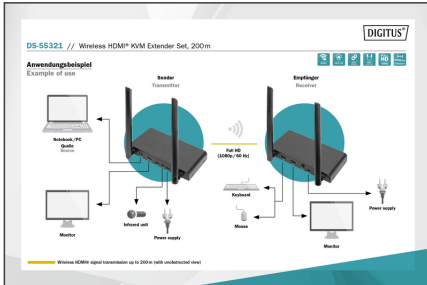 DIGITUS®
DS-55321 // Wireless HDMI® KVM Extender Set, 200m
Anwendungsbeispiel
Example of use
Sender
Transmitter
Empfänger
Receiver
Notebook/PC
Quelle
Source
Full HD
(1080p/60 Hz)
Monitor
Infrared unit
Power supply
Keyboard
Mouse
Monitor
Power supply
Wireless HDMI® signal transmission up to 200 m (with unobstructed view)